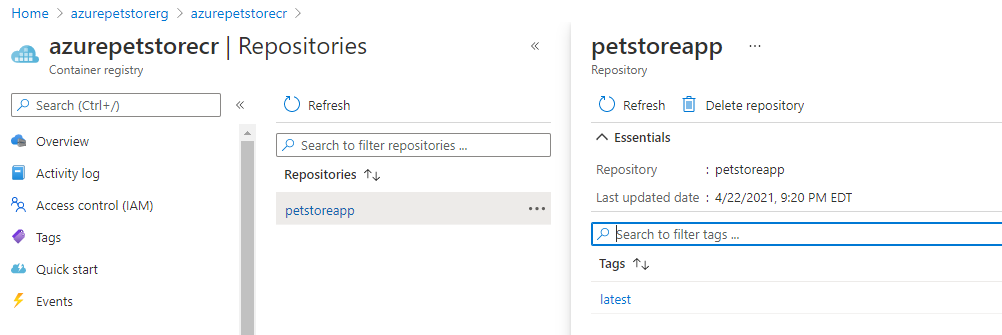 Home > azurepetstorerg > azurepetstorecr >
azurepetstorecr | Repositories
Container registry
Search (Ctrl+/)
Overview
Activity log
Access control (IAM)
Tags
Quick start
Events
Refresh
Search to filter repositories ...
Repositories
petstoreapp
petstoreapp
Repository
Refresh Delete repository
Essentials
Repository : petstoreapp
Last updated date : 4/22/2021, 9:20 PM EDT
Search to filter tags ...
Tags
latest